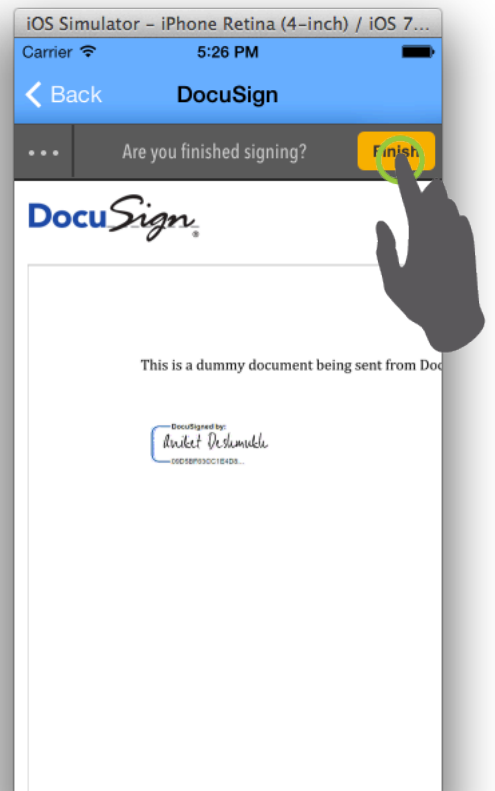 iOS Simulator – iPhone Retina (4-inch) / iOS 7...
Carrier 5:26 PM
Back DocuSign
... Are you finished signing? Finish
DocuSign®
This is a dummy document being sent from Doc
DocuSigned by:
Aniket Deshmukh